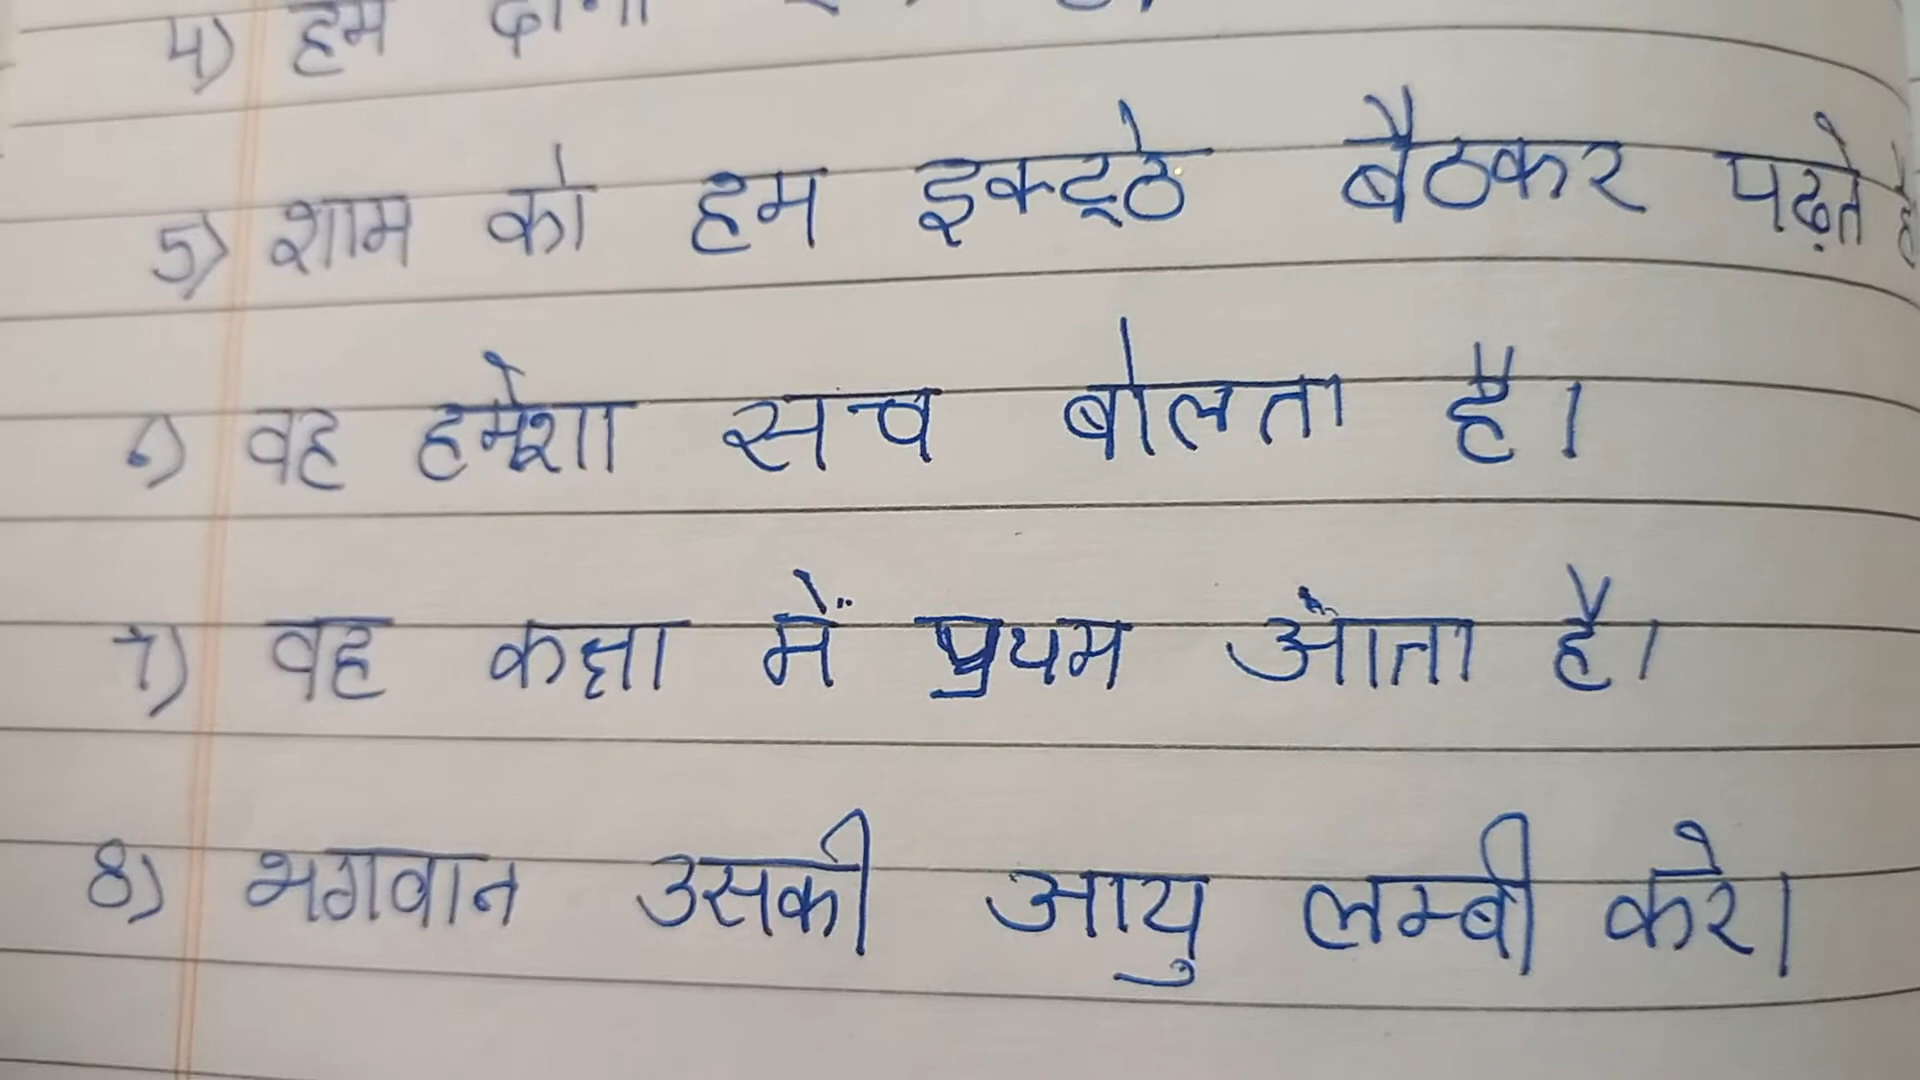 4) हम
5) शाम को हम इकट्ठे बैठकर पढ़ते है
6) वह हमेशा सच बोलता है।
7) वह कक्षा में प्रथम आता है।
8) भगवान उसकी आयु लम्बी करे।